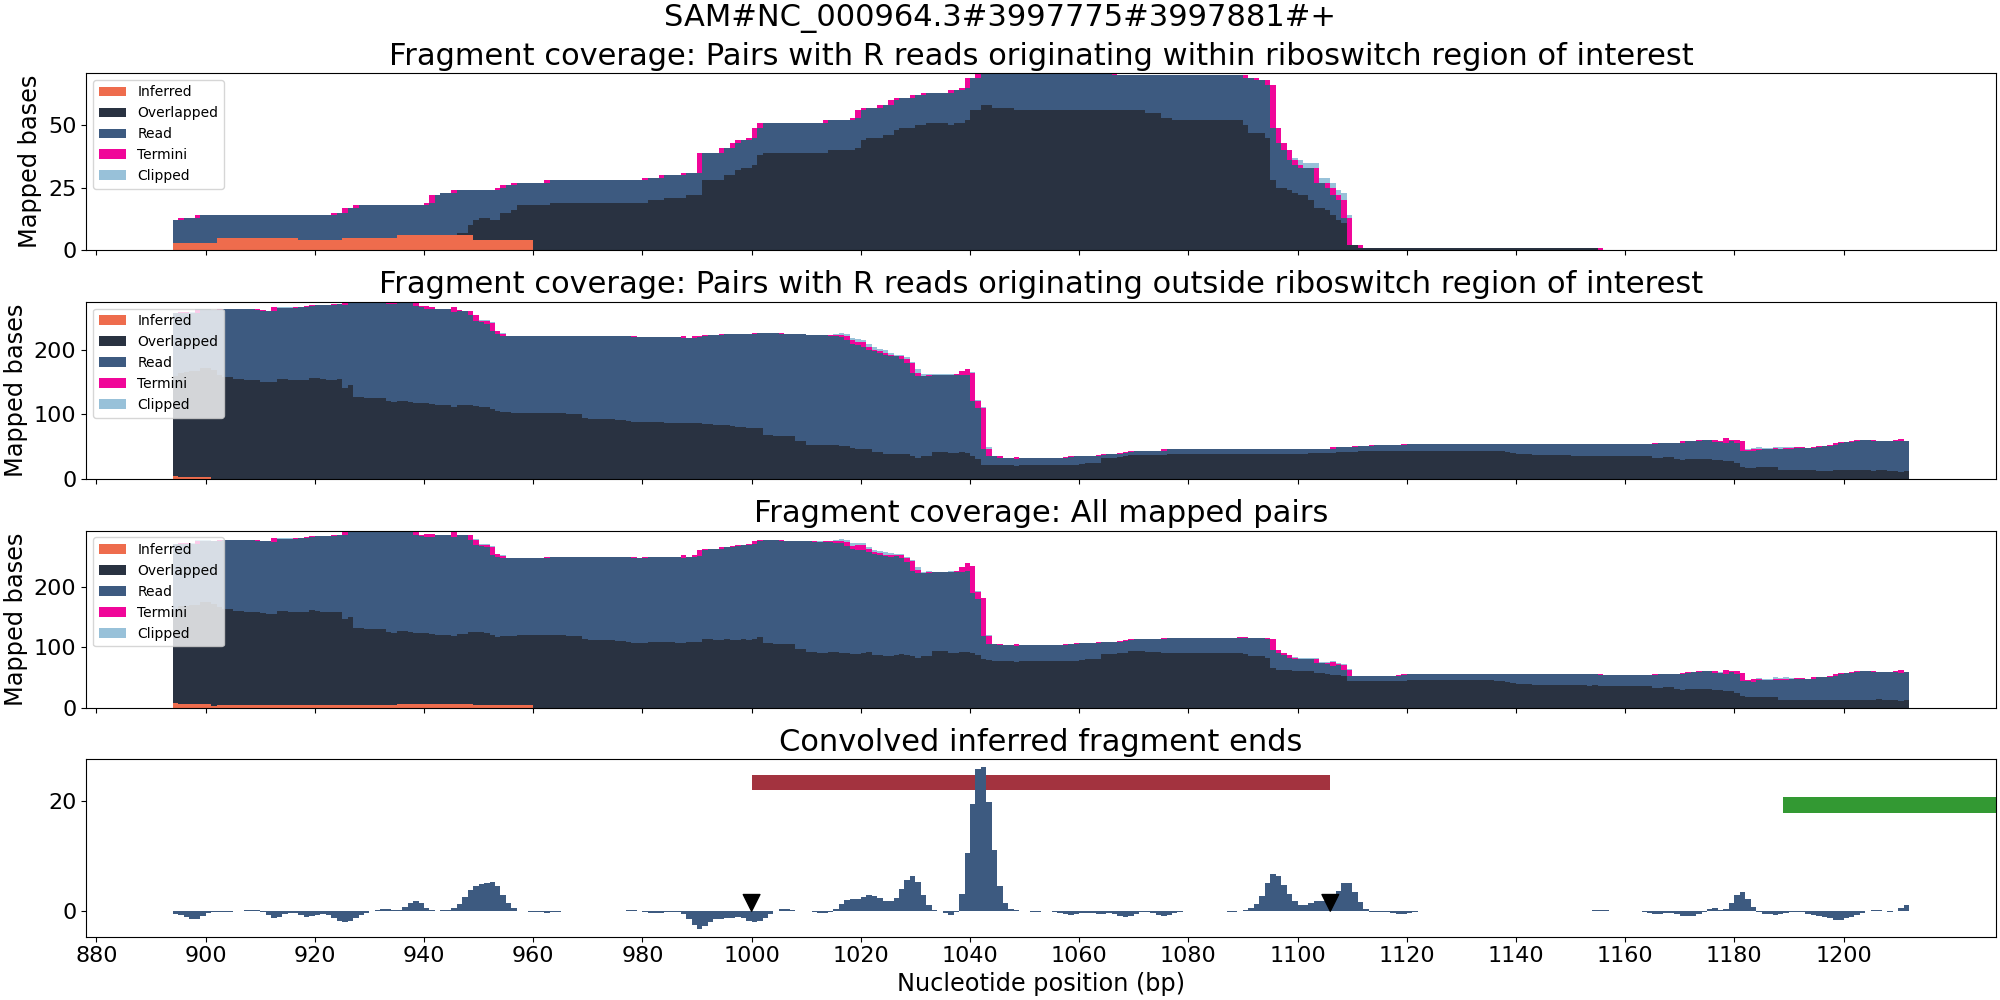 SAM#NC_000964.3#3997775#3997881#+
Fragment coverage: Pairs with R reads originating within riboswitch region of interest
Mapped bases
50
25
0
Inferred
Overlapped
Read
Termini
Clipped
Fragment coverage: Pairs with R reads originating outside riboswitch region of interest
Mapped bases
200
100
0
Inferred
Overlapped
Read
Termini
Clipped
Fragment coverage: All mapped pairs
Mapped bases
200
100
0
Inferred
Overlapped
Read
Termini
Clipped
Convolved inferred fragment ends
20
0
880 900 920 940 960 980 1000 1020 1040 1060 1080 1100 1120 1140 1160 1180 1200
Nucleotide position (bp)